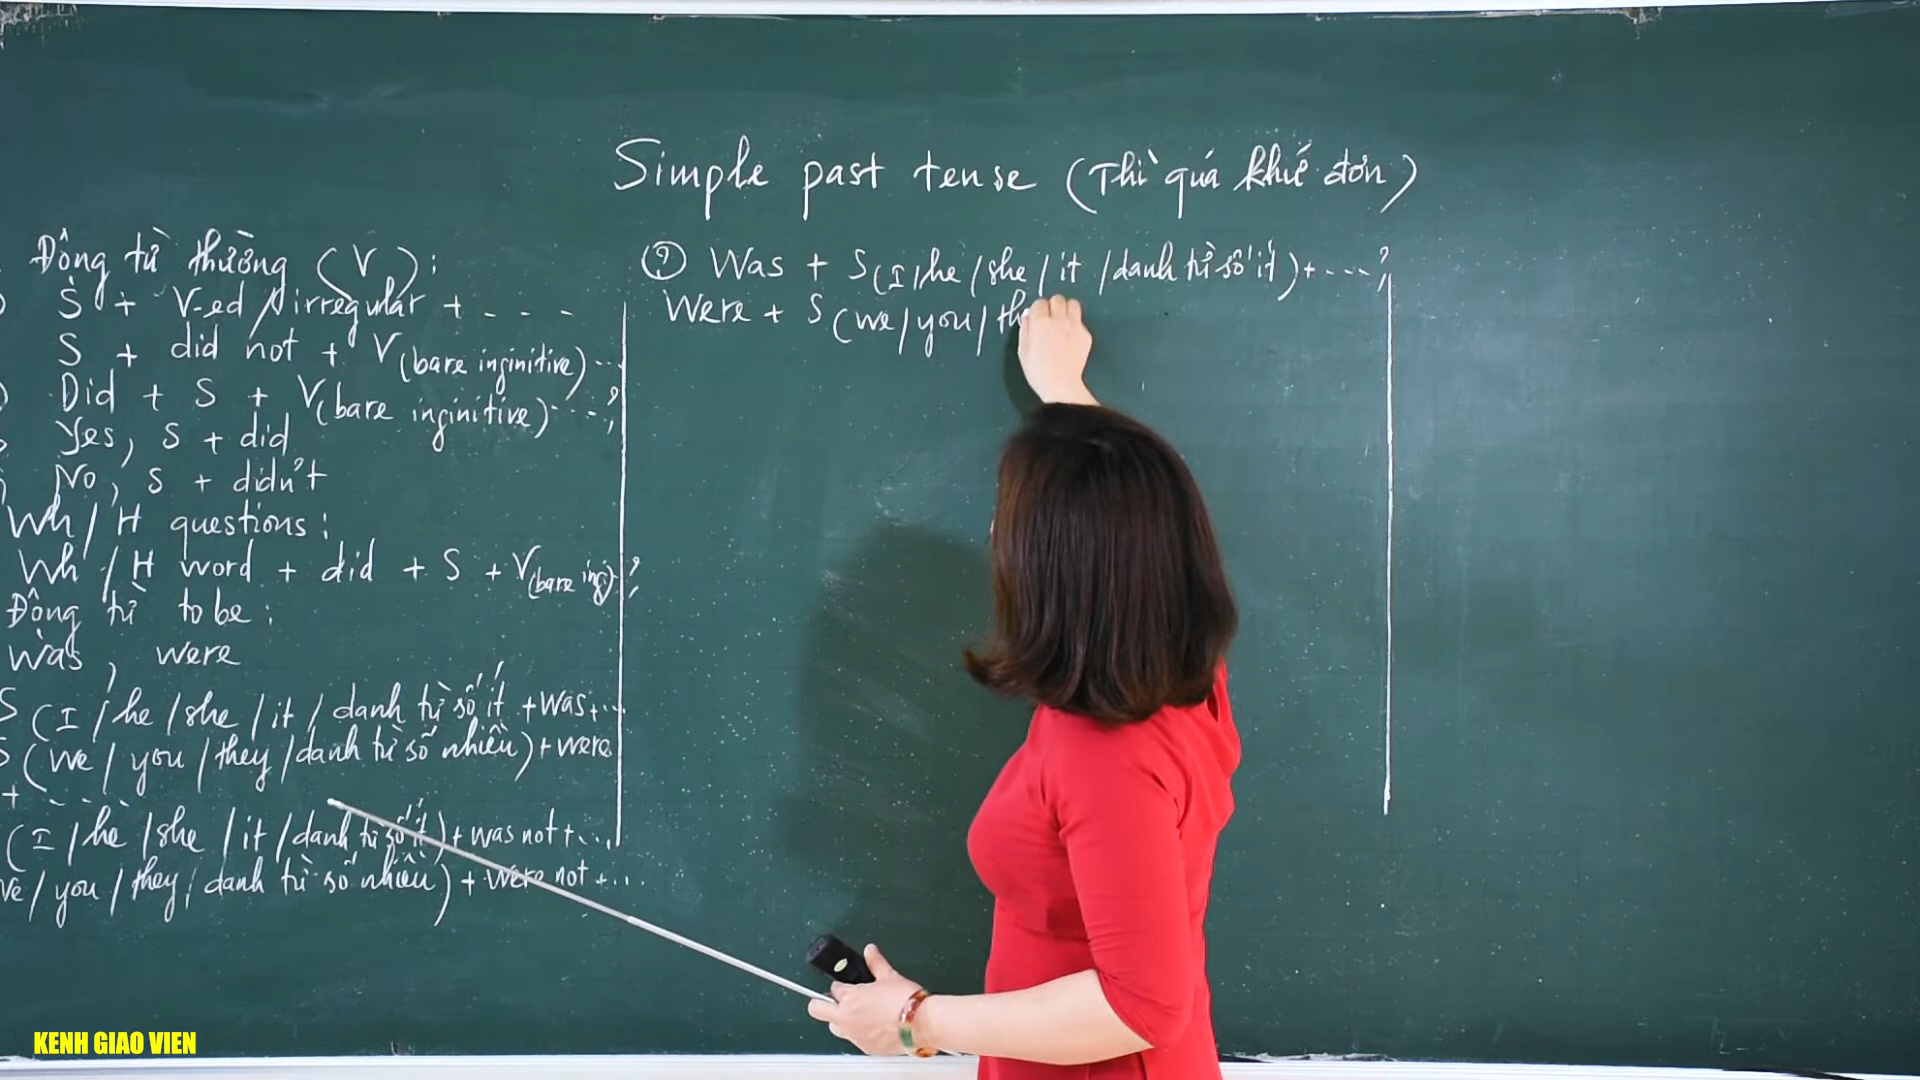 Simple past tense (Thì quá khứ đơn)
Động từ thường (V):
S + V-ed/irregular + - - -
S + did not + V (bare infinitive) ...
Did + S + V (bare infinitive) ...?
Yes, S + did
No, S + didn't
Wh/H questions:
Wh/H word + did + S + V (bare inf)?
Động từ to be:
Was, were
S (I/he/she/it/danh từ số ít + was + ...
S (we/you/they/danh từ số nhiều) + were
+ - - - -
(I/he/she/it/danh từ số ít) + was not + ...
we/you/they/danh từ số nhiều) + were not + ...
(?) Was + S (I/he/she/it/danh từ số ít) + - - - ?
Were + S (we/you/th
KENH GIAO VIEN